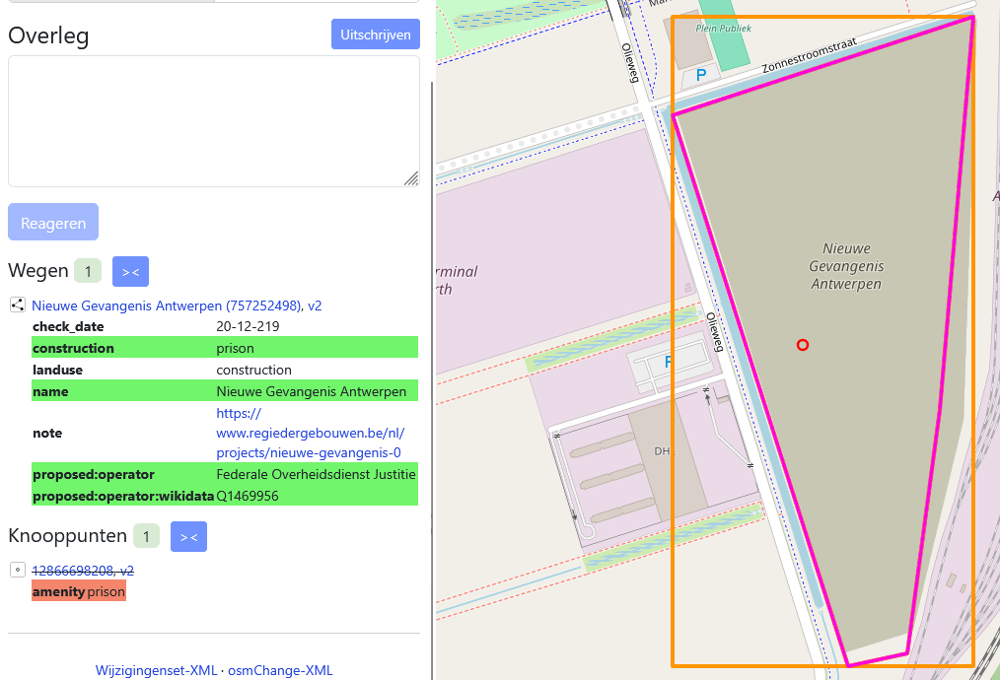 Overleg
Uitschrijven
Reageren
Wegen 1 ><
Nieuwe Gevangenis Antwerpen (757252498), v2
check_date 20-12-219
construction prison
landuse construction
name Nieuwe Gevangenis Antwerpen
note https://
www.regiedergebouwen.be/nl/
projects/nieuwe-gevangenis-0
proposed:operator Federale Overheidsdienst Justitie
proposed:operator:wikidata Q1469956
Knooppunten 1 ><
12866698208, v2
amenity prison
Wijzigingenset-XML · osmChange-XML
Plein Publiek
Olieweg
Zonnestroomstraat
P
rminal
rth
Nieuwe
Gevangenis
Antwerpen
Olieweg
P
DH
A